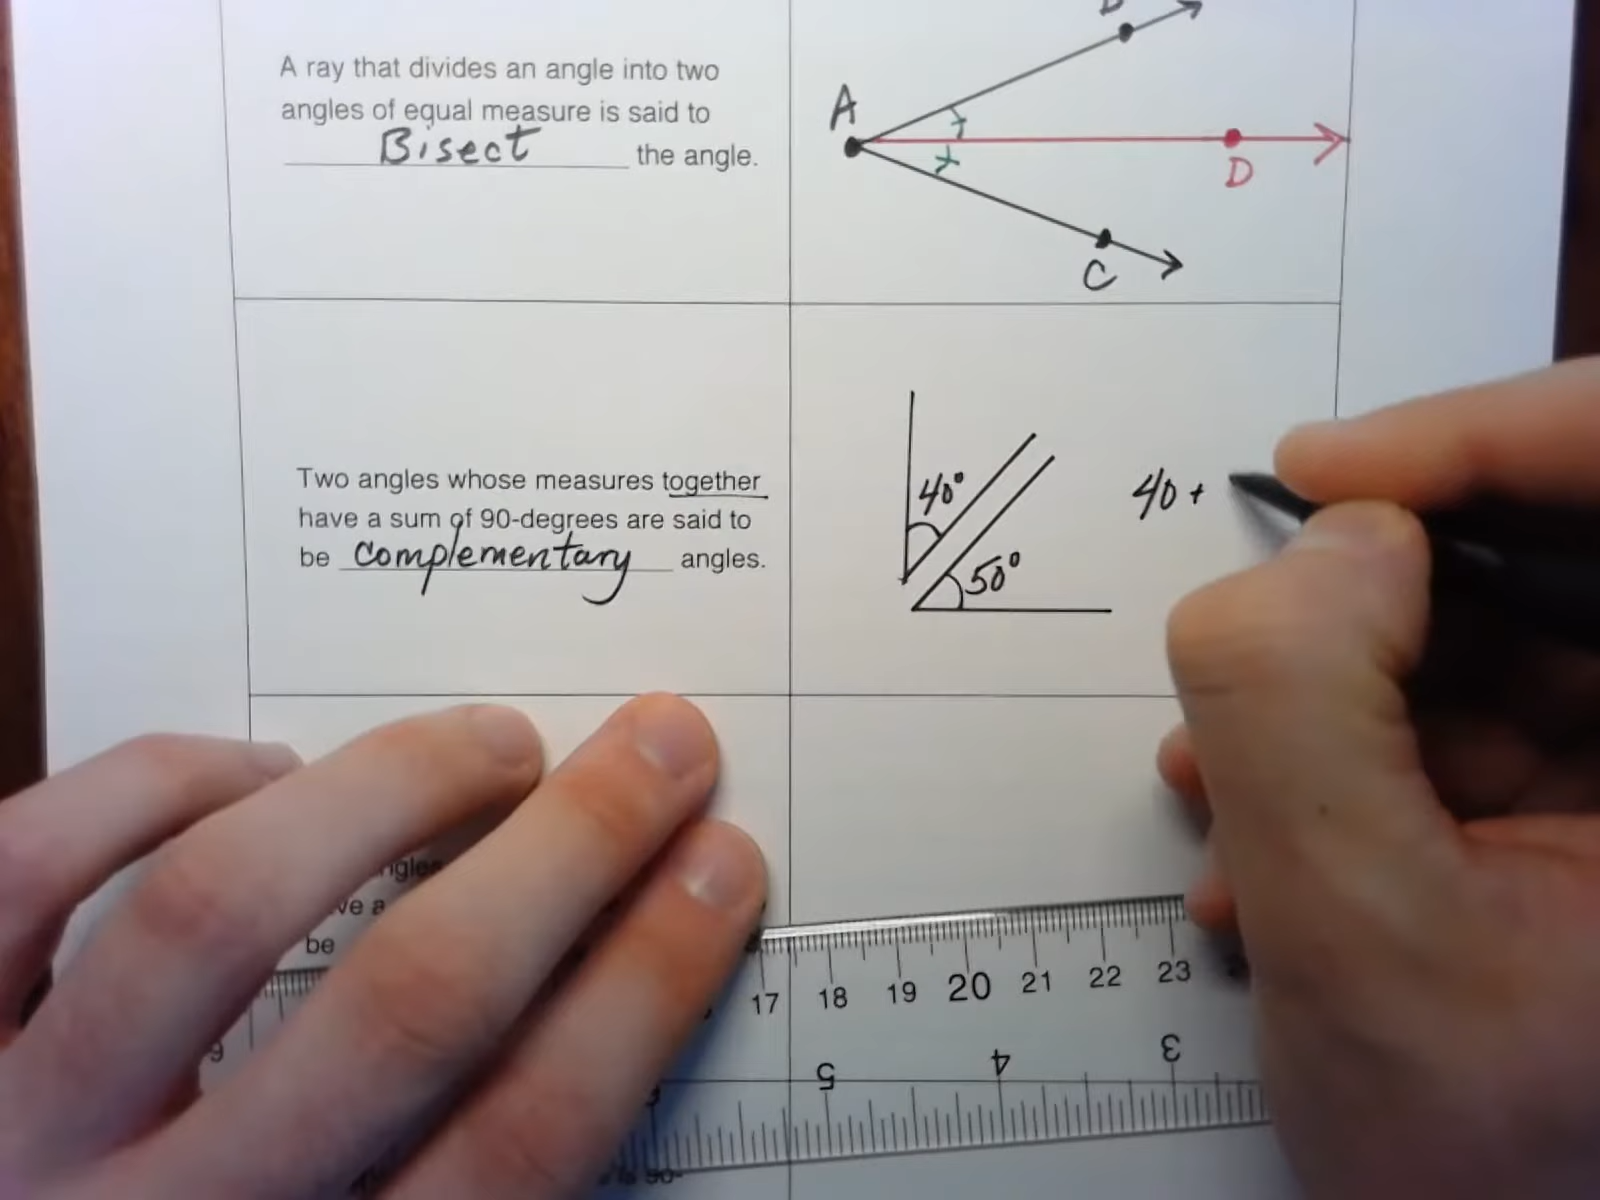 A ray that divides an angle into two
angles of equal measure is said to
Bisect the angle.
A
D
C
Two angles whose measures together
have a sum of 90-degrees are said to
be complementary angles.
40°
50°
40 +
ve a
be
17 18 19 20 21 22 23
5 4 3